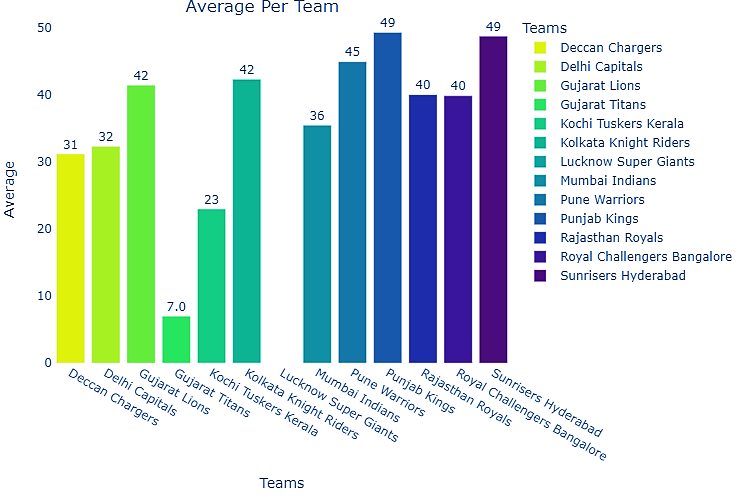 Average Per Team
Average
50
40
30
20
10
0
31
32
42
7.0
23
42
36
45
49
40
40
49
Deccan Chargers
Delhi Capitals
Gujarat Lions
Gujarat Titans
Kochi Tuskers Kerala
Kolkata Knight Riders
Lucknow Super Giants
Mumbai Indians
Pune Warriors
Punjab Kings
Rajasthan Royals
Royal Challengers Bangalore
Sunrisers Hyderabad
Teams
Teams
Deccan Chargers
Delhi Capitals
Gujarat Lions
Gujarat Titans
Kochi Tuskers Kerala
Kolkata Knight Riders
Lucknow Super Giants
Mumbai Indians
Pune Warriors
Punjab Kings
Rajasthan Royals
Royal Challengers Bangalore
Sunrisers Hyderabad